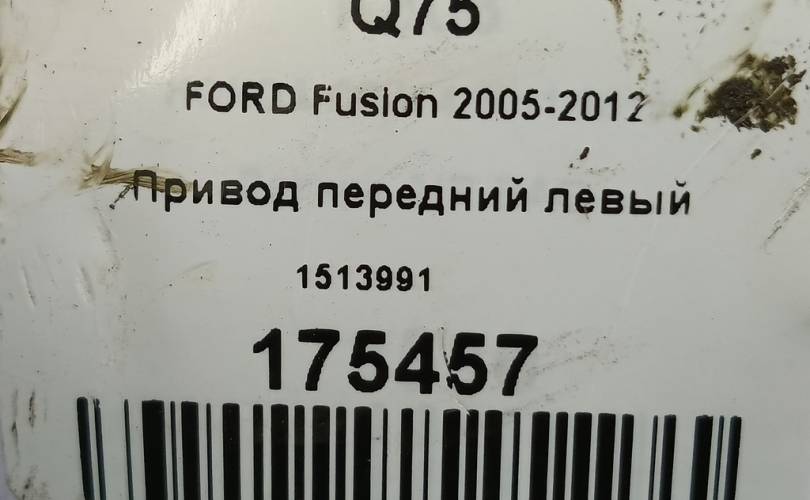 Q75
FORD Fusion 2005-2012
Привод передний левый
1513991
175457